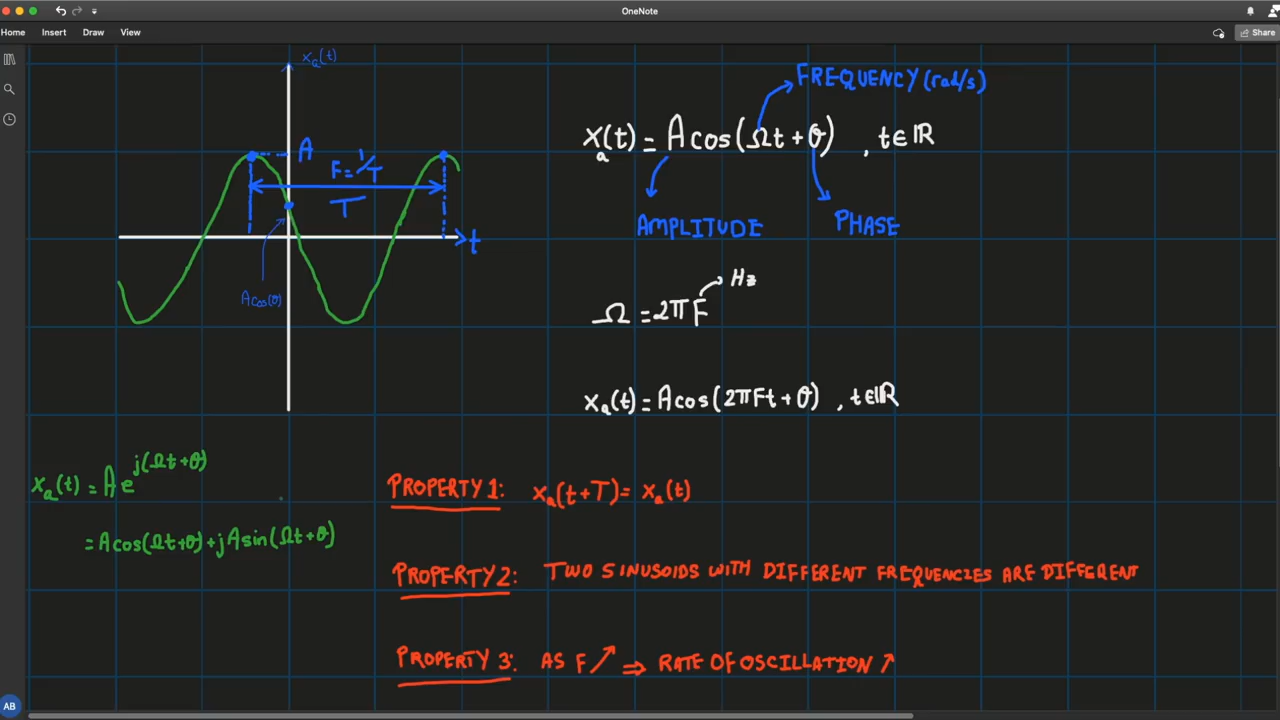 OneNote
Home Insert Draw View
Share
xₐ(t)
A
F = 1/T
T
t
Acos(θ)
FREQUENCY (rad/s)
xₐ(t) = A cos(Ωt + θ) , t ∈ ℝ
AMPLITUDE
PHASE
Hz
Ω = 2πF
xₐ(t) = Acos(2πFt + θ) , t ∈ ℝ
xₐ(t) = A e^{j(Ωt+θ)}
= Acos(Ωt+θ) + jAsin(Ωt+θ)
PROPERTY 1: xₐ(t+T) = xₐ(t)
PROPERTY 2: TWO SINUSOIDS WITH DIFFERENT FREQUENCIES ARE DIFFERENT
PROPERTY 3: AS F ↗ ⇒ RATE OF OSCILLATION ↗
AB